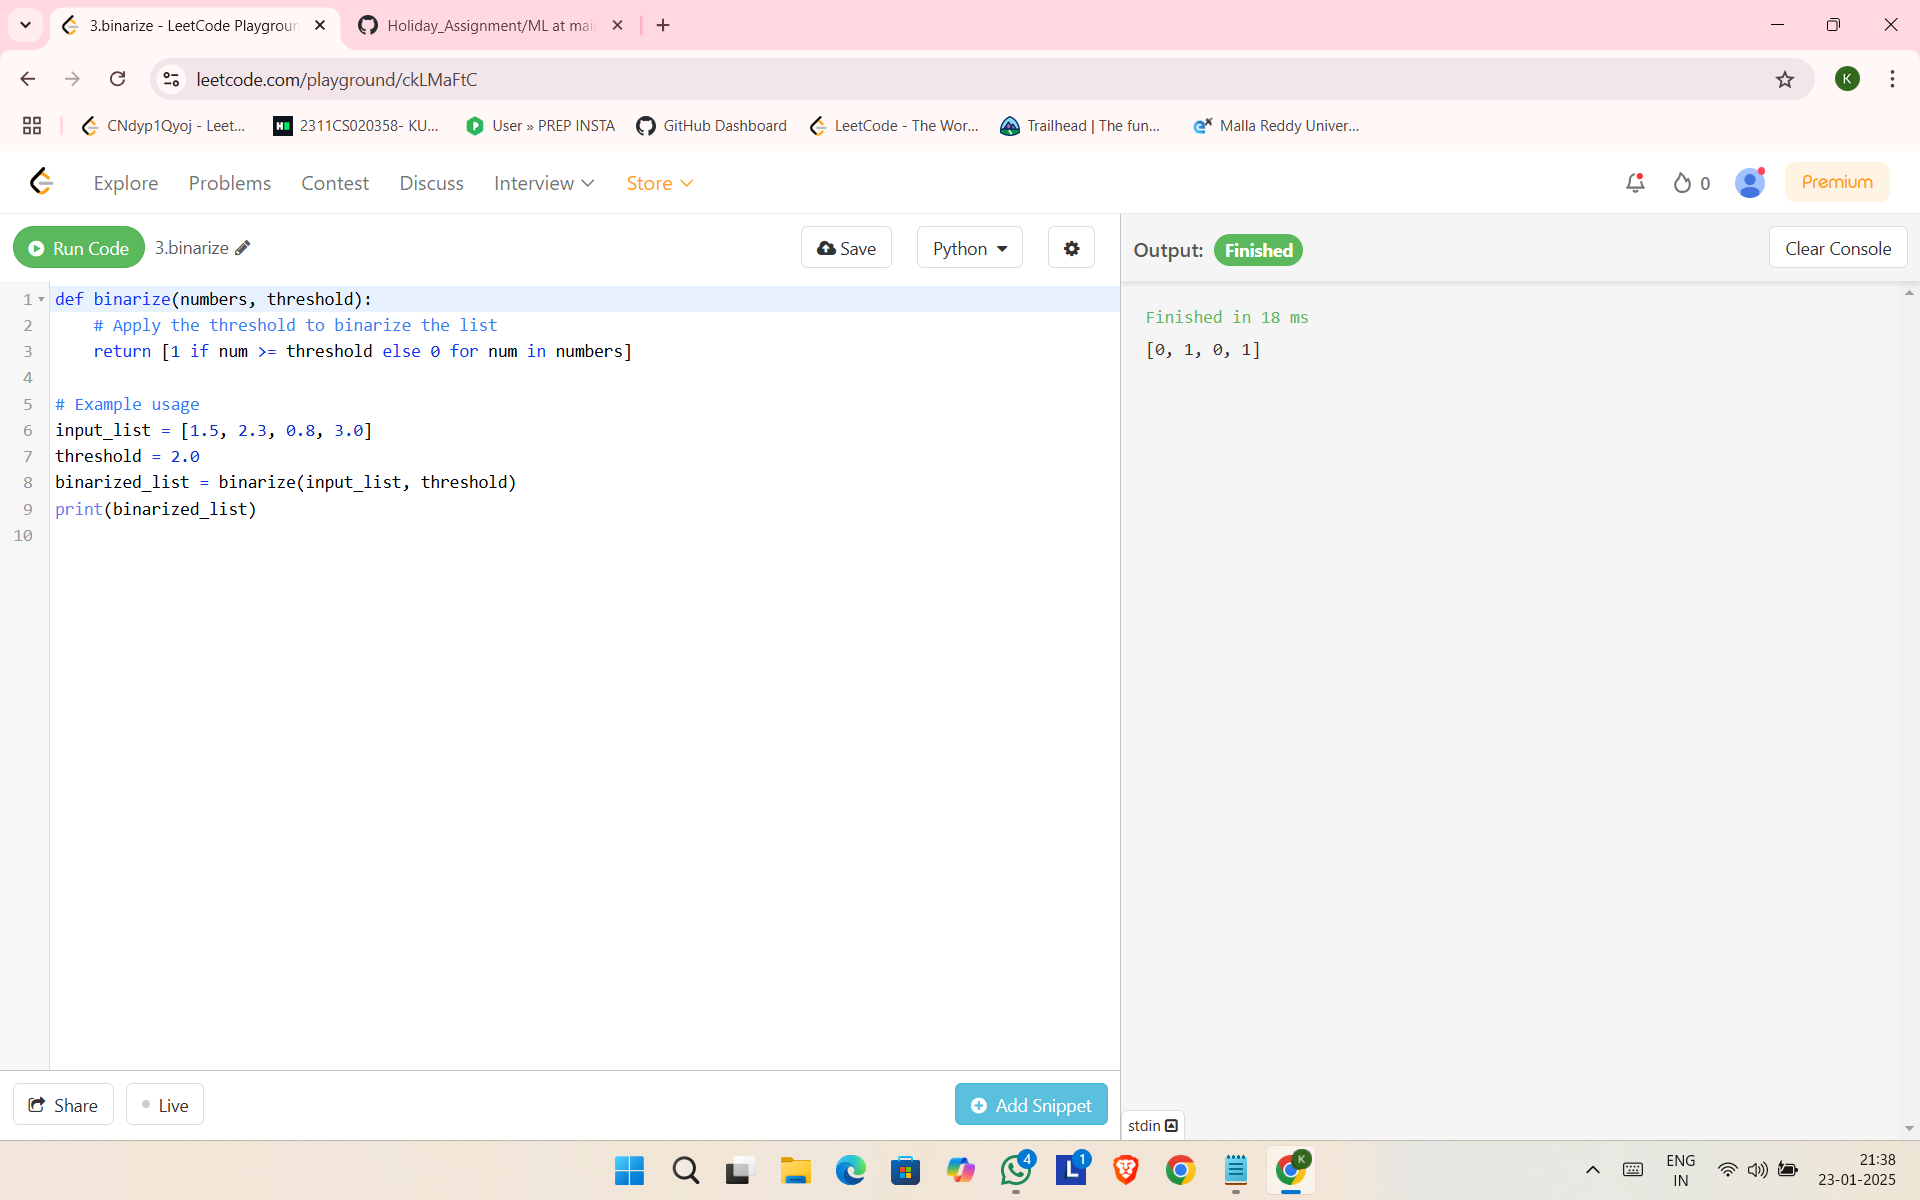 3.binarize - LeetCode Playgroun
Holiday_Assignment/ML at mai
leetcode.com/playground/ckLMaFtC
K
CNdyp1Qyoj - Leet...
2311CS020358- KU...
User » PREP INSTA
GitHub Dashboard
LeetCode - The Wor...
Trailhead | The fun...
Malla Reddy Univer...
Explore
Problems
Contest
Discuss
Interview
Store
0
Premium
Run Code
3.binarize
Save
Python
Output:
Finished
Clear Console
1 def binarize(numbers, threshold):
2 # Apply the threshold to binarize the list
3 return [1 if num >= threshold else 0 for num in numbers]
4
5 # Example usage
6 input_list = [1.5, 2.3, 0.8, 3.0]
7 threshold = 2.0
8 binarized_list = binarize(input_list, threshold)
9 print(binarized_list)
10
Finished in 18 ms
[0, 1, 0, 1]
Share
Live
Add Snippet
stdin
4
L
1
K
ENG
IN
21:38
23-01-2025